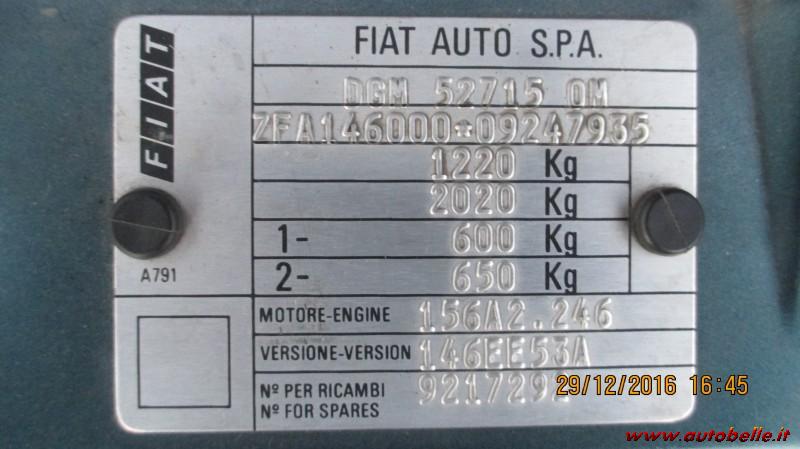 FIAT
FIAT AUTO S.P.A.
DGM 52715 OM
ZFA146000*09247935
1220 Kg
2020 Kg
1- 600 Kg
2- 650 Kg
A791
MOTORE-ENGINE 156A2.246
VERSIONE-VERSION 146EE53A
Nº PER RICAMBI
Nº FOR SPARES
29/12/2016 16:45
www.autobelle.it